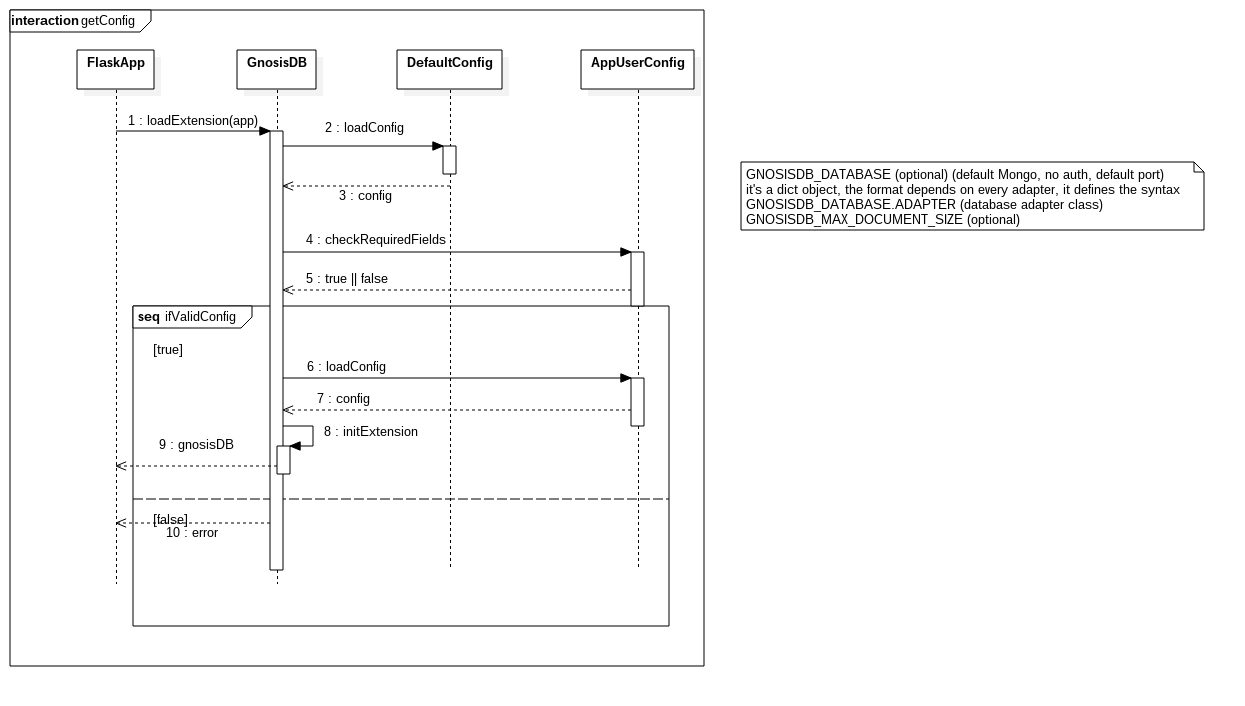 interaction getConfig
FlaskApp
GnosisDB
DefaultConfig
AppUserConfig
1 : loadExtension(app)
2 : loadConfig
3 : config
4 : checkRequiredFields
5 : true || false
seq ifValidConfig
[true]
6 : loadConfig
7 : config
8 : initExtension
9 : gnosisDB
[false]
10 : error
GNOSISDB_DATABASE (optional) (default Mongo, no auth, default port)
it's a dict object, the format depends on every adapter, it defines the syntax
GNOSISDB_DATABASE.ADAPTER (database adapter class)
GNOSISDB_MAX_DOCUMENT_SIZE (optional)